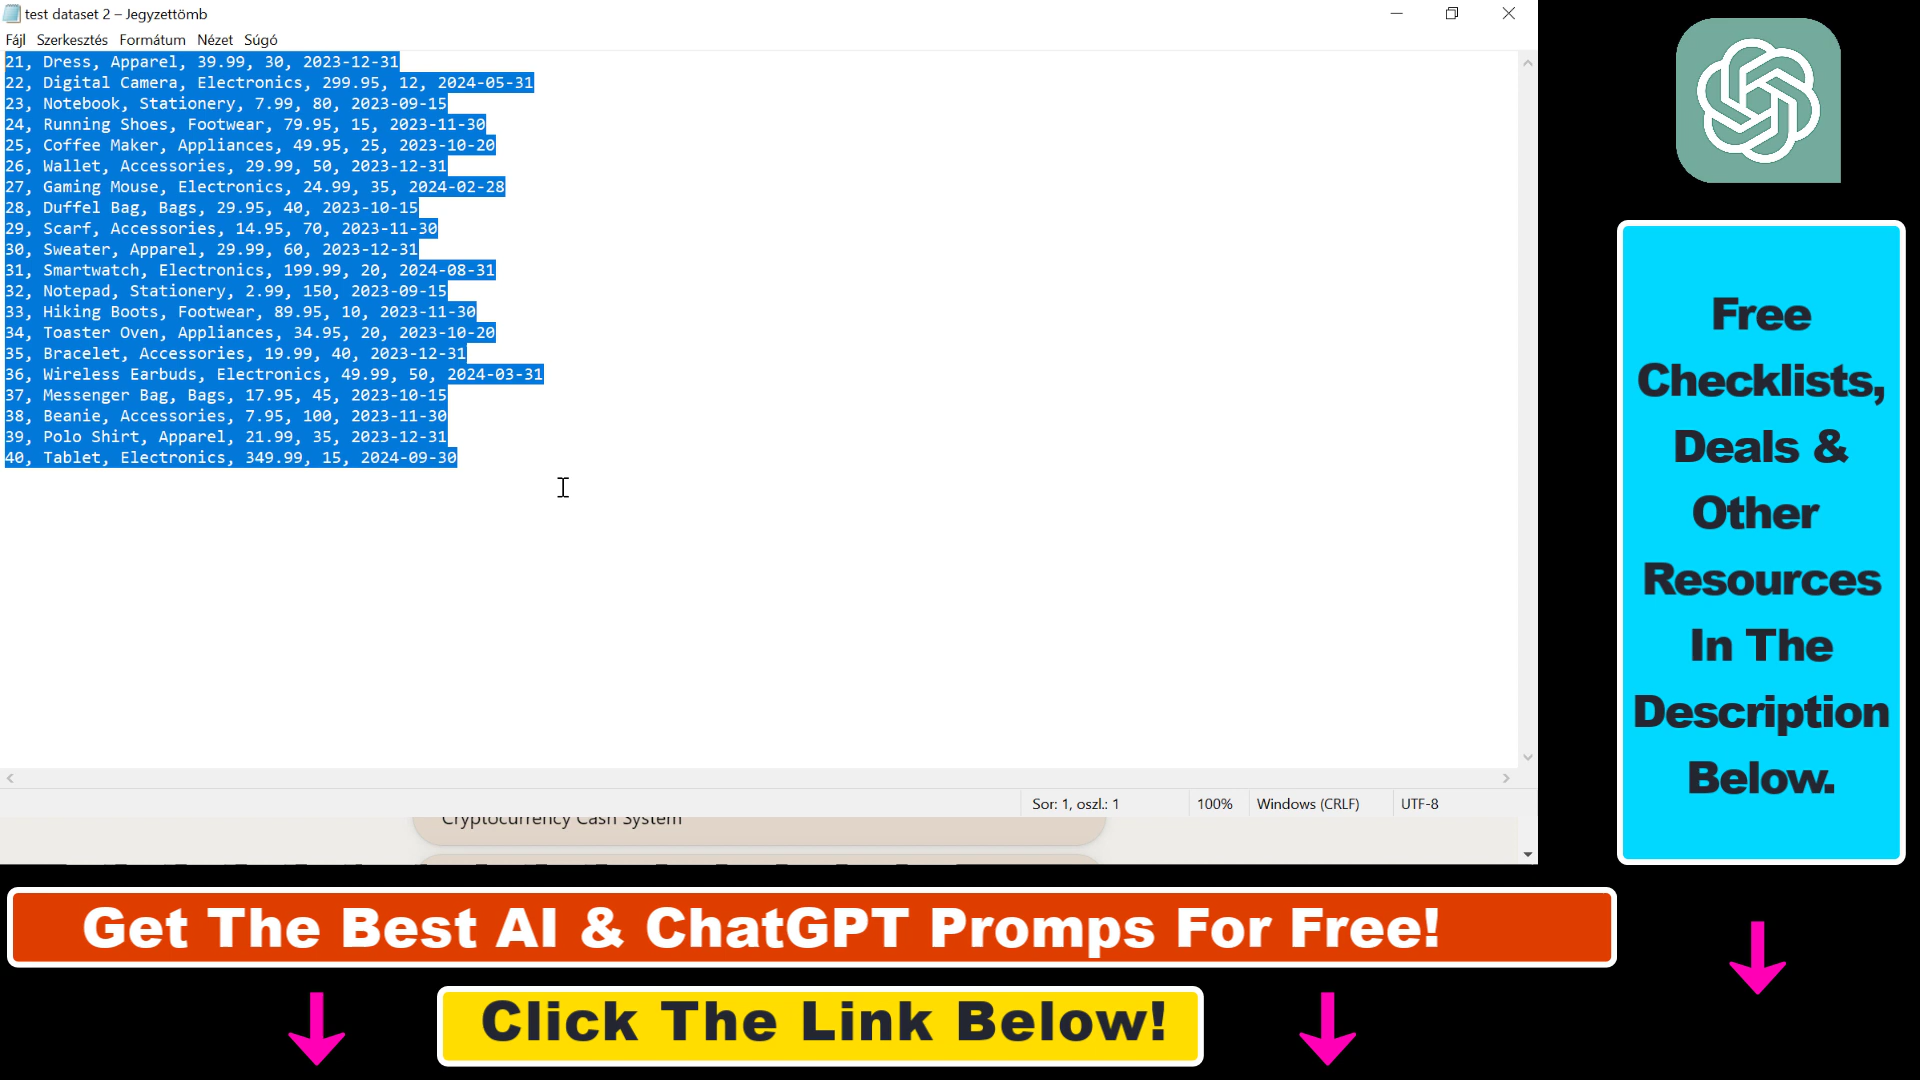 test dataset 2 – Jegyzettömb
Fájl Szerkesztés Formátum Nézet Súgó
21, Dress, Apparel, 39.99, 30, 2023-12-31
22, Digital Camera, Electronics, 299.95, 12, 2024-05-31
23, Notebook, Stationery, 7.99, 80, 2023-09-15
24, Running Shoes, Footwear, 79.95, 15, 2023-11-30
25, Coffee Maker, Appliances, 49.95, 25, 2023-10-20
26, Wallet, Accessories, 29.99, 50, 2023-12-31
27, Gaming Mouse, Electronics, 24.99, 35, 2024-02-28
28, Duffel Bag, Bags, 29.95, 40, 2023-10-15
29, Scarf, Accessories, 14.95, 70, 2023-11-30
30, Sweater, Apparel, 29.99, 60, 2023-12-31
31, Smartwatch, Electronics, 199.99, 20, 2024-08-31
32, Notepad, Stationery, 2.99, 150, 2023-09-15
33, Hiking Boots, Footwear, 89.95, 10, 2023-11-30
34, Toaster Oven, Appliances, 34.95, 20, 2023-10-20
35, Bracelet, Accessories, 19.99, 40, 2023-12-31
36, Wireless Earbuds, Electronics, 49.99, 50, 2024-03-31
37, Messenger Bag, Bags, 17.95, 45, 2023-10-15
38, Beanie, Accessories, 7.95, 100, 2023-11-30
39, Polo Shirt, Apparel, 21.99, 35, 2023-12-31
40, Tablet, Electronics, 349.99, 15, 2024-09-30
Sor: 1, oszl.: 1 100% Windows (CRLF) UTF-8
Cryptocurrency Cash System
Free
Checklists,
Deals &
Other
Resources
In The
Description
Below.
Get The Best AI & ChatGPT Promps For Free!
Click The Link Below!